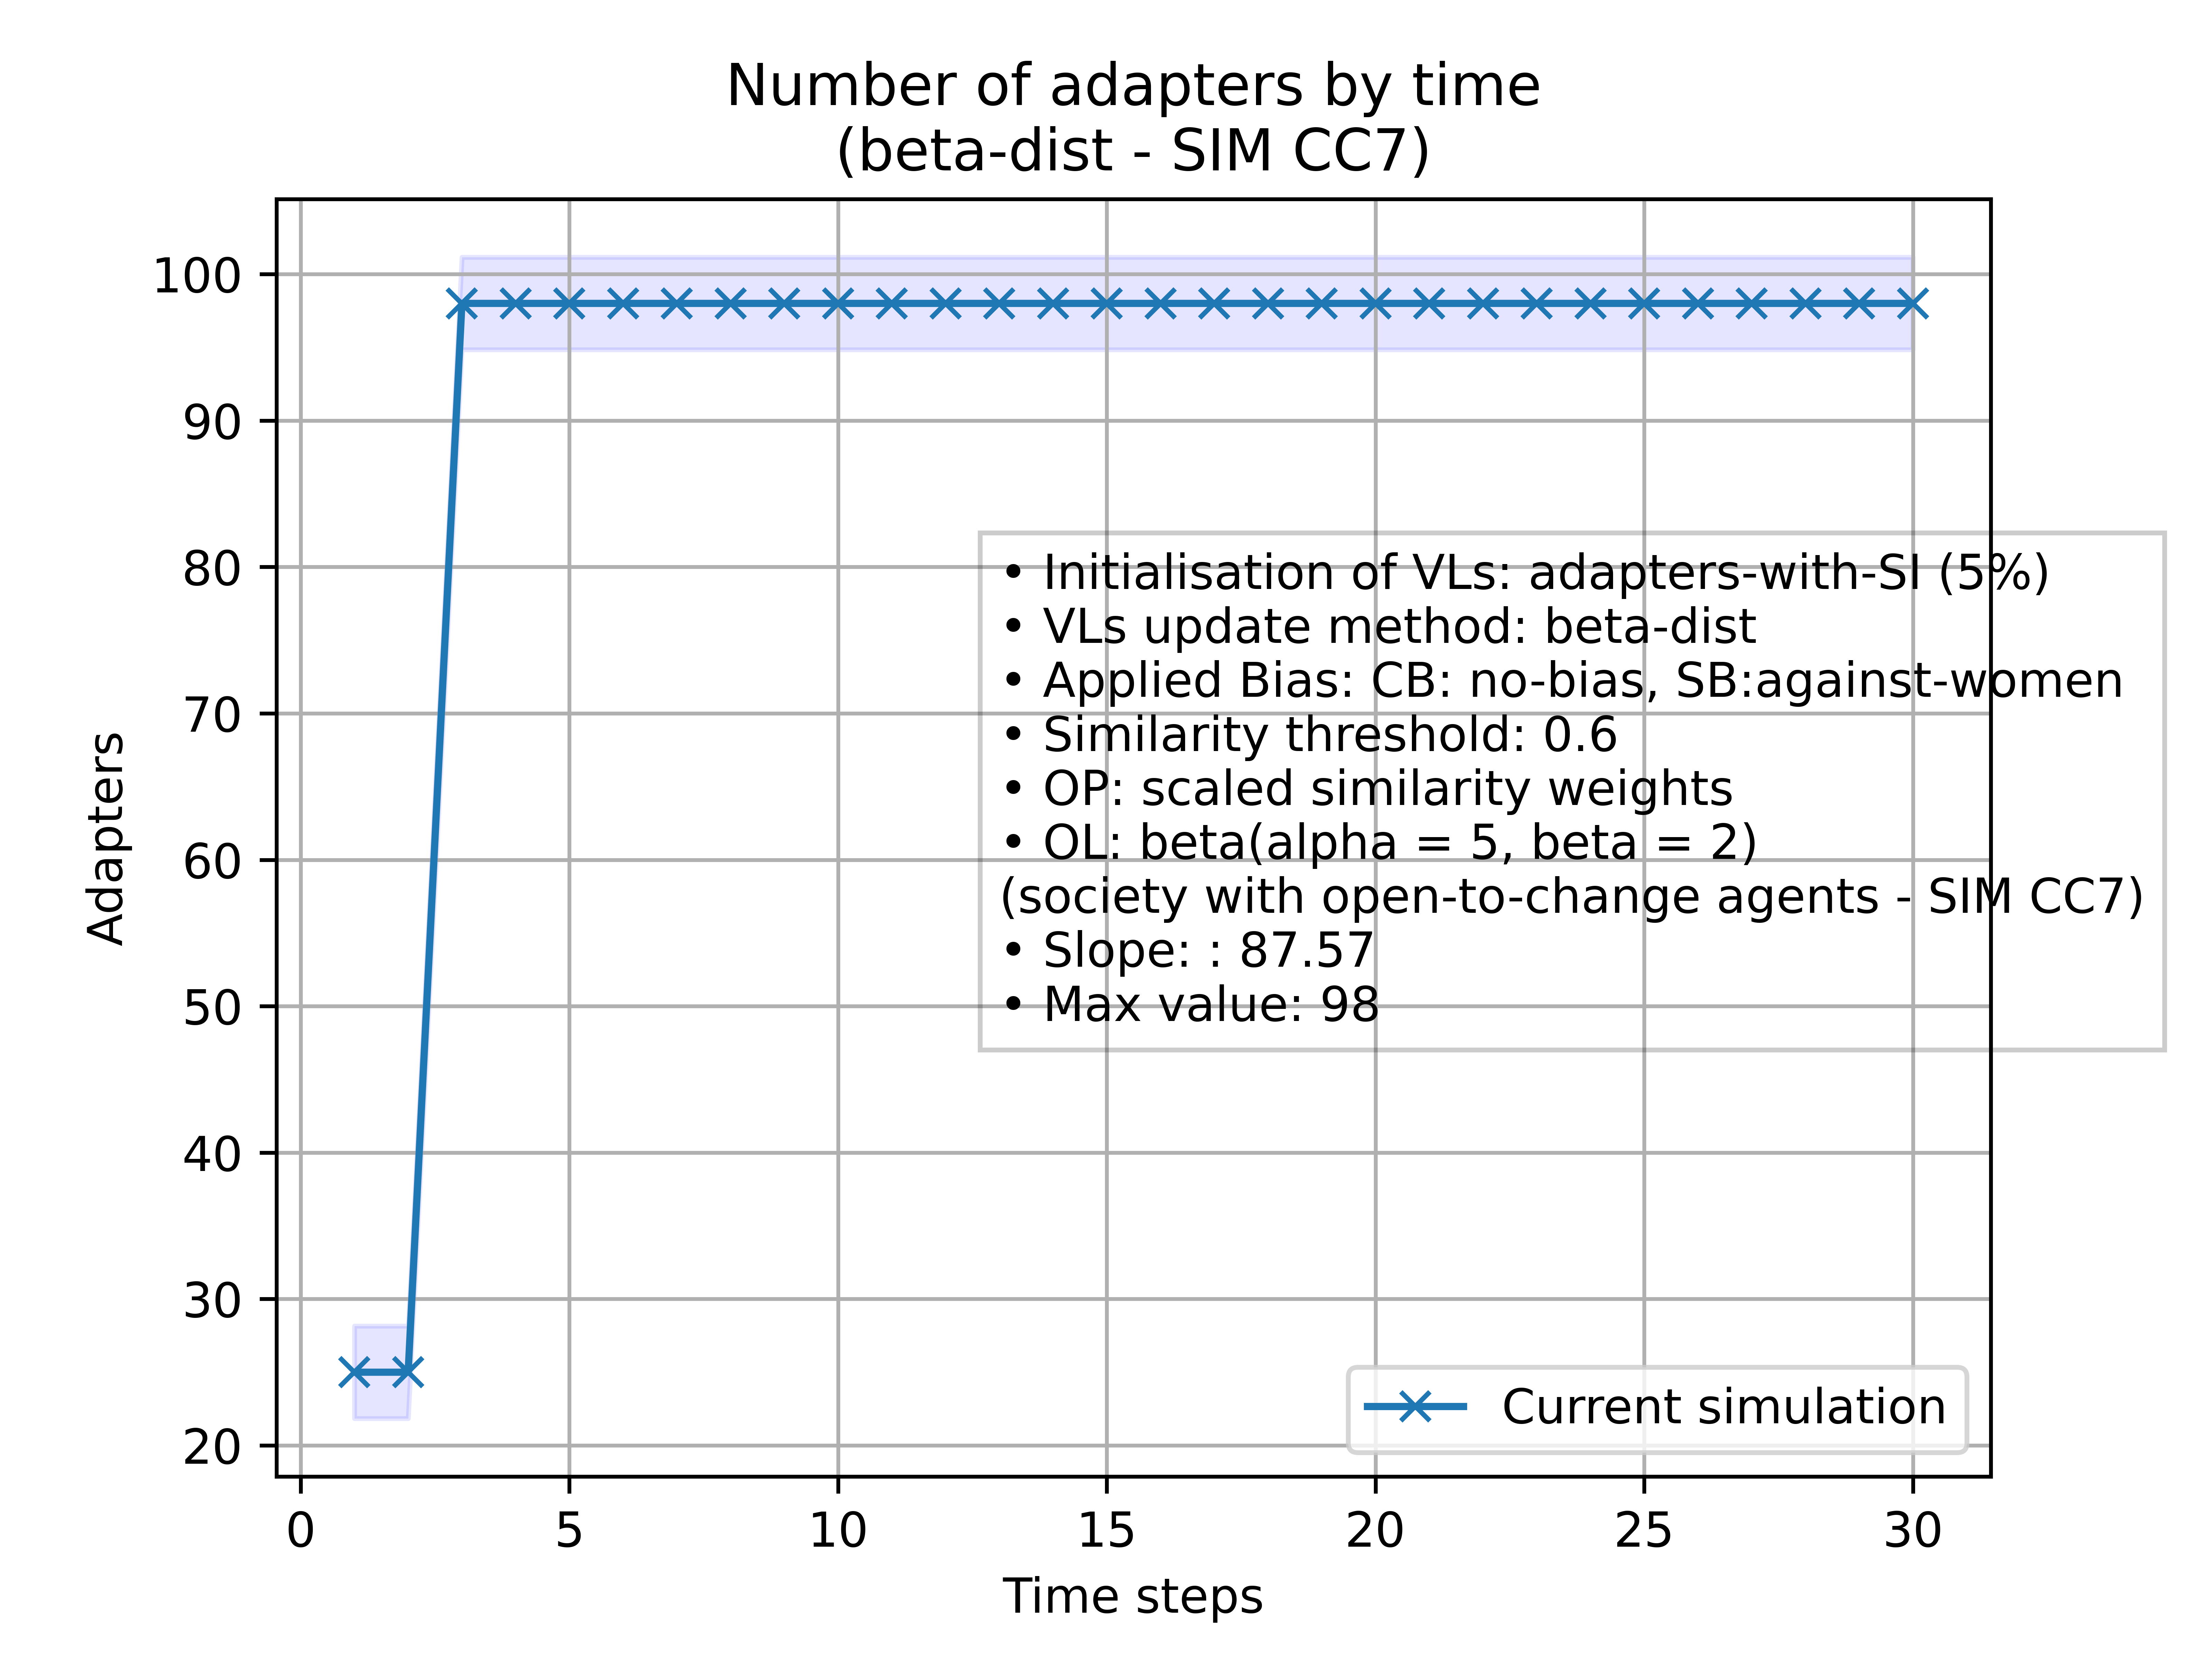 Number of adapters by time
(beta-dist - SIM CC7)
Adapters
100
90
80
70
60
50
40
30
20
• Initialisation of VLs: adapters-with-SI (5%)
• VLs update method: beta-dist
• Applied Bias: CB: no-bias, SB:against-women
• Similarity threshold: 0.6
• OP: scaled similarity weights
• OL: beta(alpha = 5, beta = 2)
(society with open-to-change agents - SIM CC7)
• Slope: : 87.57
• Max value: 98
Current simulation
0 5 10 15 20 25 30
Time steps